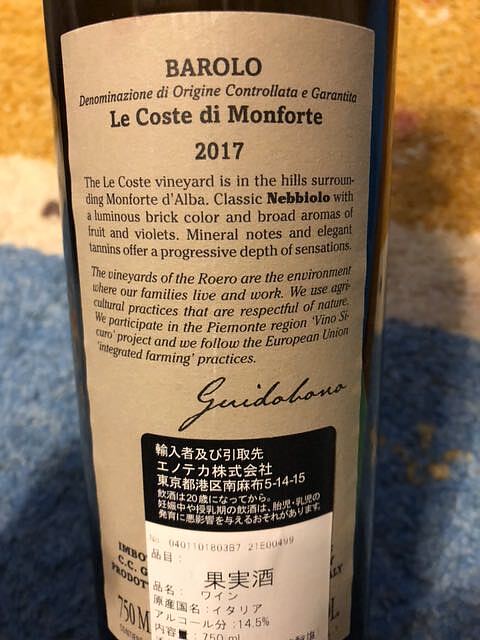 BAROLO
Denominazione di Origine Controllata e Garantita
Le Coste di Monforte
2017
The Le Coste vineyard is in the hills surroun-
ding Monforte d'Alba. Classic Nebbiolo with
a luminous brick color and broad aromas of
fruit and violets. Mineral notes and elegant
tannins offer a progressive depth of sensations.
The vineyards of the Roero are the environment
where our families live and work. We use agri-
cultural practices that are respectful of nature.
We participate in the Piemonte region 'Vino Si-
curo' project and we follow the European Union
'integrated farming' practices.
Guidobono
輸入者及び引取先
エノテカ株式会社
東京都港区南麻布5-14-15
飲酒は20歳になってから。
妊娠中や授乳期の飲酒は、胎児・乳児の
発育に悪影響を与えるおそれがあります。
No. 0401101803B7 21E00499
品目:
果実酒
品名: ワイン
原産国名:イタリア
アルコール分:14.5%
内容量:750 ml
C.C. G
750 M